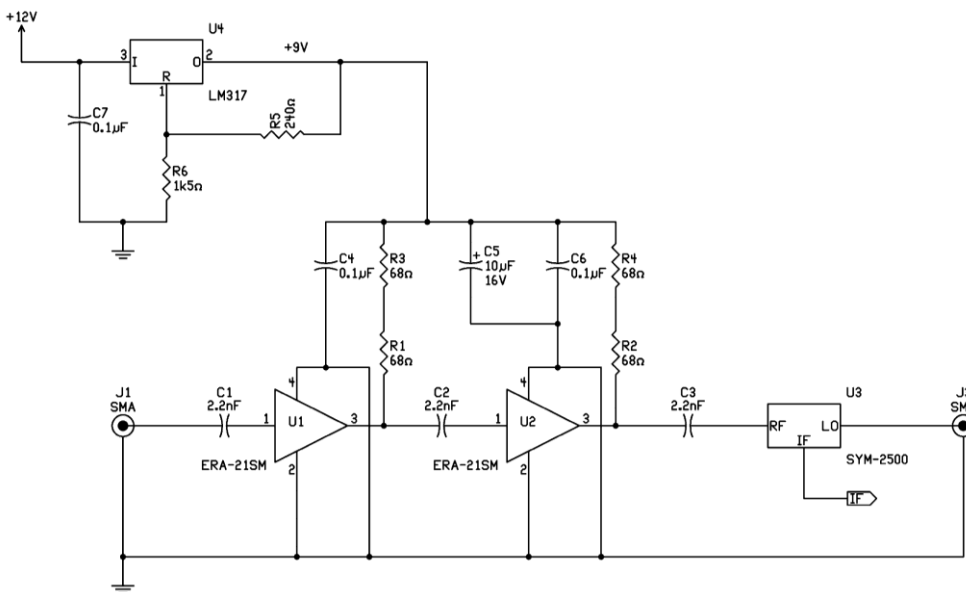 +12V
U4
+9V
3
I
O
2
R
1
LM317
C7
0.1µF
R5
240Ω
R6
1k5Ω
C4
0.1µF
R3
68Ω
+
C5
10µF
16V
C6
0.1µF
R4
68Ω
R1
68Ω
R2
68Ω
J1
SMA
C1
2.2nF
1
4
U1
3
2
ERA-21SM
C2
2.2nF
1
4
U2
3
2
ERA-21SM
C3
2.2nF
U3
RF
LO
IF
SYM-2500
IF